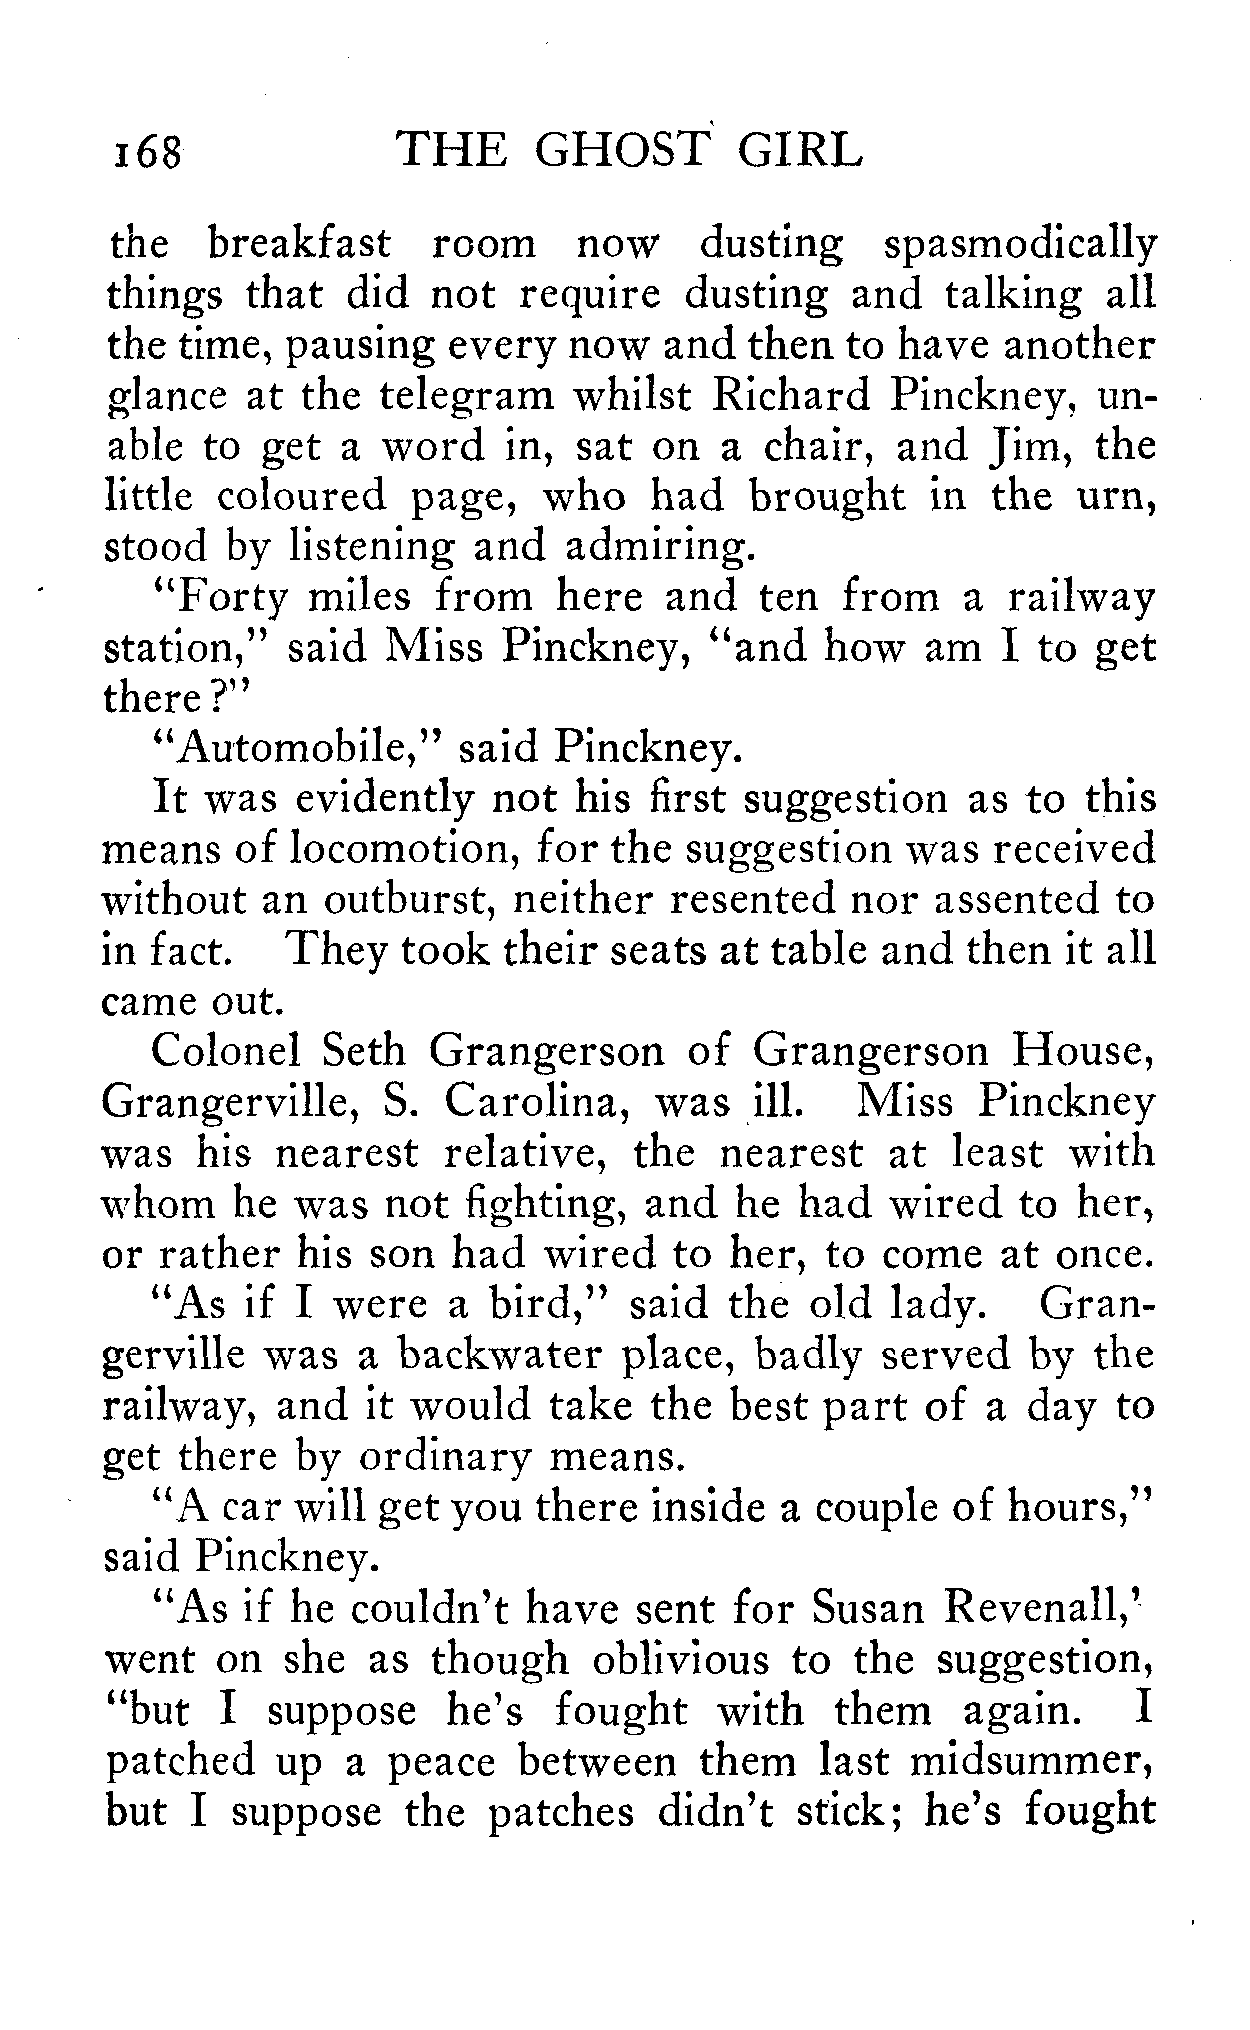 168 THE GHOST GIRL
the breakfast room now dusting spasmodically
things that did not require dusting and talking all
the time, pausing every now and then to have another
glance at the telegram whilst Richard Pinckney, un-
able to get a word in, sat on a chair, and Jim, the
little coloured page, who had brought in the urn,
stood by listening and admiring.
“Forty miles from here and ten from a railway
station,” said Miss Pinckney, “and how am I to get
there?”
“Automobile,” said Pinckney.
It was evidently not his first suggestion as to this
means of locomotion, for the suggestion was received
without an outburst, neither resented nor assented to
in fact. They took their seats at table and then it all
came out.
Colonel Seth Grangerson of Grangerson House,
Grangerville, S. Carolina, was ill. Miss Pinckney
was his nearest relative, the nearest at least with
whom he was not fighting, and he had wired to her,
or rather his son had wired to her, to come at once.
“As if I were a bird,” said the old lady. Gran-
gerville was a backwater place, badly served by the
railway, and it would take the best part of a day to
get there by ordinary means.
“A car will get you there inside a couple of hours,”
said Pinckney.
“As if he couldn’t have sent for Susan Revenall,’
went on she as though oblivious to the suggestion,
“but I suppose he’s fought with them again. I
patched up a peace between them last midsummer,
but I suppose the patches didn’t stick; he’s fought